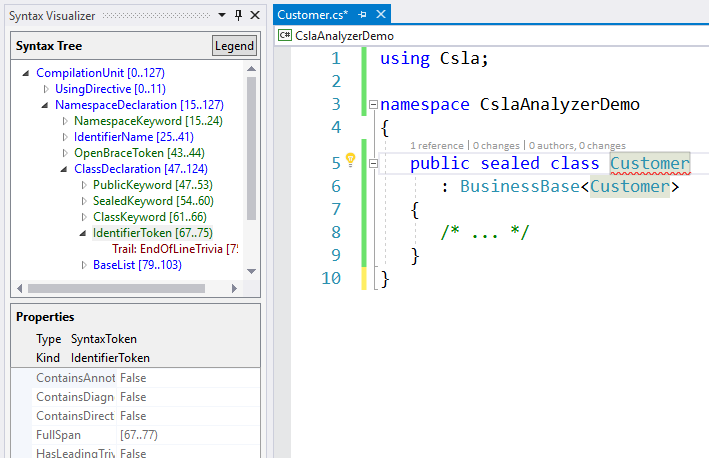 Syntax Visualizer
Syntax Tree
Legend
CompilationUnit [0..127)
UsingDirective [0..11)
NamespaceDeclaration [15..127)
NamespaceKeyword [15..24)
IdentifierName [25..41)
OpenBraceToken [43..44)
ClassDeclaration [47..124)
PublicKeyword [47..53)
SealedKeyword [54..60)
ClassKeyword [61..66)
IdentifierToken [67..75)
Trail: EndOfLineTrivia [75
BaseList [79..103)
Properties
Type SyntaxToken
Kind IdentifierToken
ContainsAnnot False
ContainsDiagn False
ContainsDirect False
FullSpan [67..77)
HasLeadingTriv False
Customer.cs*
C# CslaAnalyzerDemo
1 using Csla;
2
3 namespace CslaAnalyzerDemo
4 {
1 reference | 0 changes | 0 authors, 0 changes
5 public sealed class Customer
6 : BusinessBase<Customer>
7 {
8 /* ... */
9 }
10 }